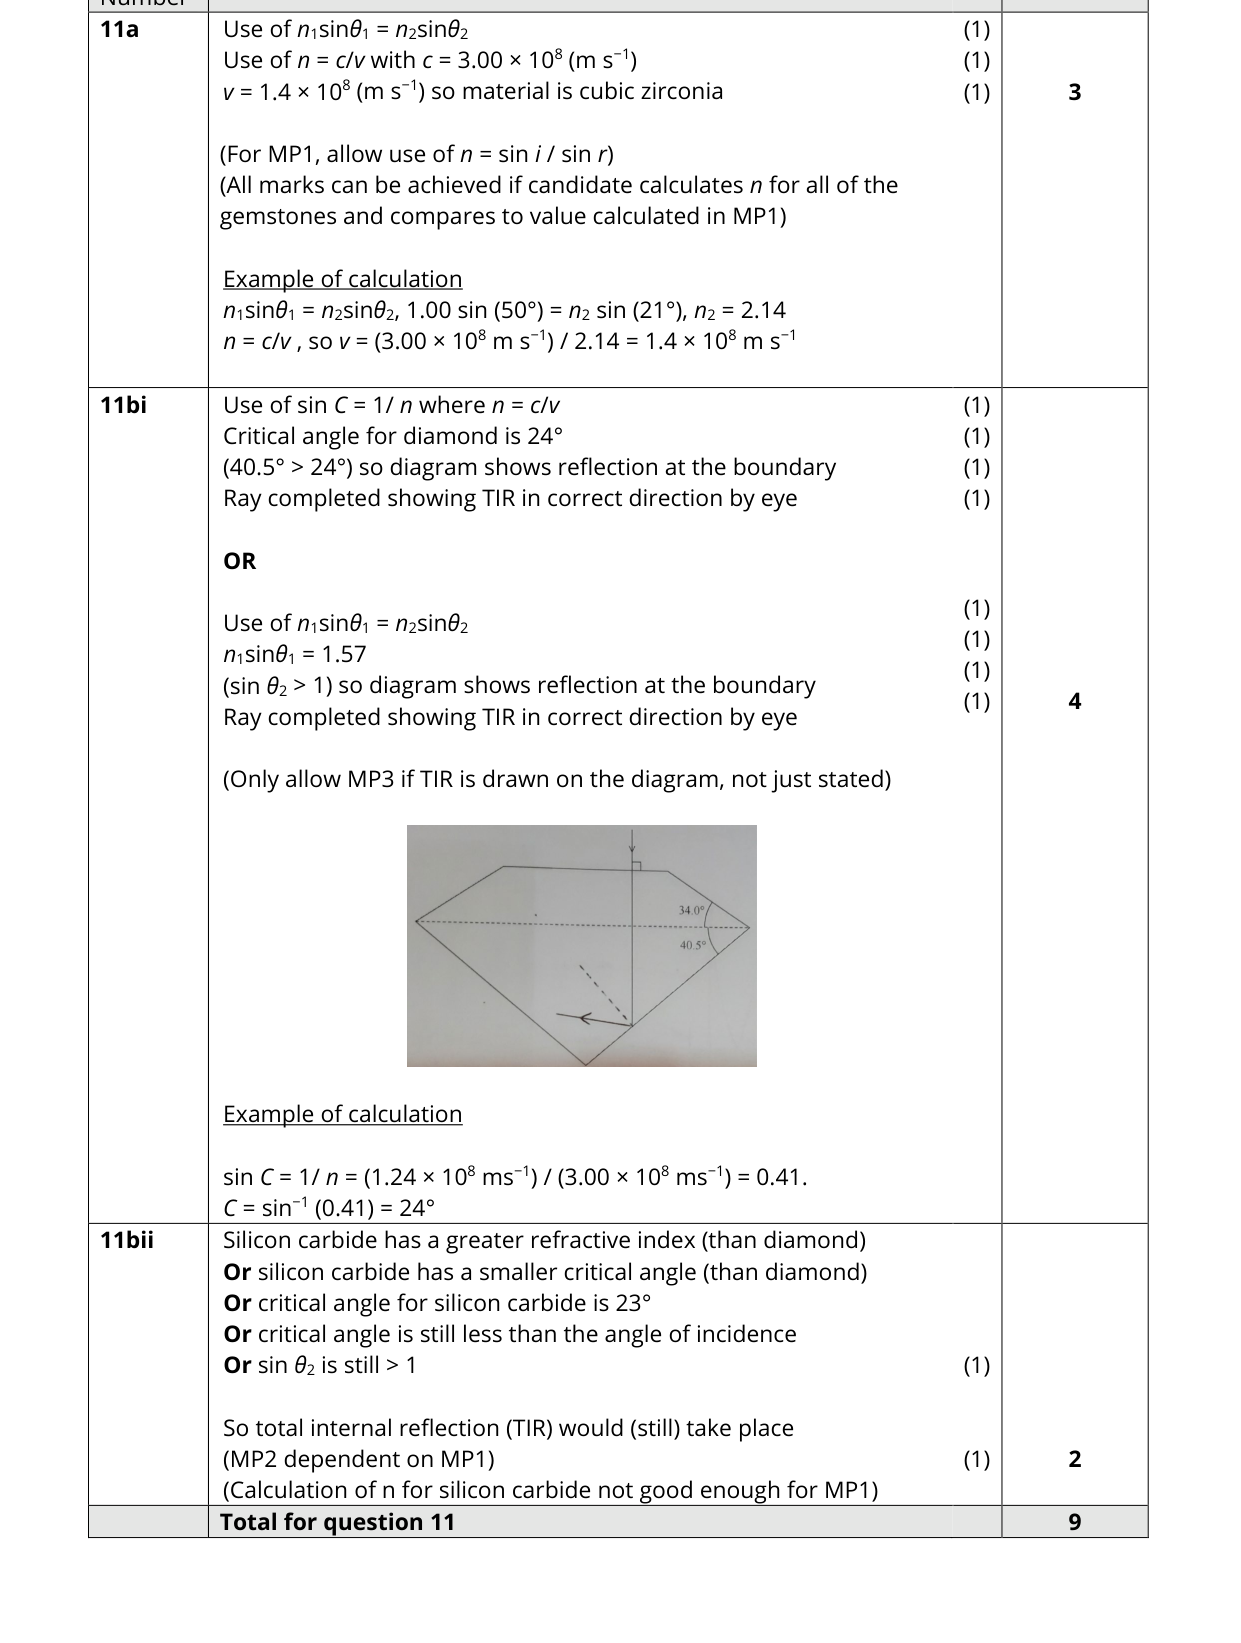 Number
11a
Use of n₁sinθ₁ = n₂sinθ₂ (1)
Use of n = c/v with c = 3.00 × 10⁸ (m s⁻¹) (1)
v = 1.4 × 10⁸ (m s⁻¹) so material is cubic zirconia (1) 3
(For MP1, allow use of n = sin i / sin r)
(All marks can be achieved if candidate calculates n for all of the
gemstones and compares to value calculated in MP1)
Example of calculation
n₁sinθ₁ = n₂sinθ₂, 1.00 sin (50°) = n₂ sin (21°), n₂ = 2.14
n = c/v , so v = (3.00 × 10⁸ m s⁻¹) / 2.14 = 1.4 × 10⁸ m s⁻¹
11bi
Use of sin C = 1/ n where n = c/v (1)
Critical angle for diamond is 24° (1)
(40.5° > 24°) so diagram shows reflection at the boundary (1)
Ray completed showing TIR in correct direction by eye (1)
OR
Use of n₁sinθ₁ = n₂sinθ₂ (1)
n₁sinθ₁ = 1.57 (1)
(sin θ₂ > 1) so diagram shows reflection at the boundary (1)
Ray completed showing TIR in correct direction by eye (1) 4
(Only allow MP3 if TIR is drawn on the diagram, not just stated)
34.0°
40.5°
Example of calculation
sin C = 1/ n = (1.24 × 10⁸ ms⁻¹) / (3.00 × 10⁸ ms⁻¹) = 0.41.
C = sin⁻¹ (0.41) = 24°
11bii
Silicon carbide has a greater refractive index (than diamond)
Or silicon carbide has a smaller critical angle (than diamond)
Or critical angle for silicon carbide is 23°
Or critical angle is still less than the angle of incidence
Or sin θ₂ is still > 1 (1)
So total internal reflection (TIR) would (still) take place
(MP2 dependent on MP1) (1) 2
(Calculation of n for silicon carbide not good enough for MP1)
Total for question 11 9